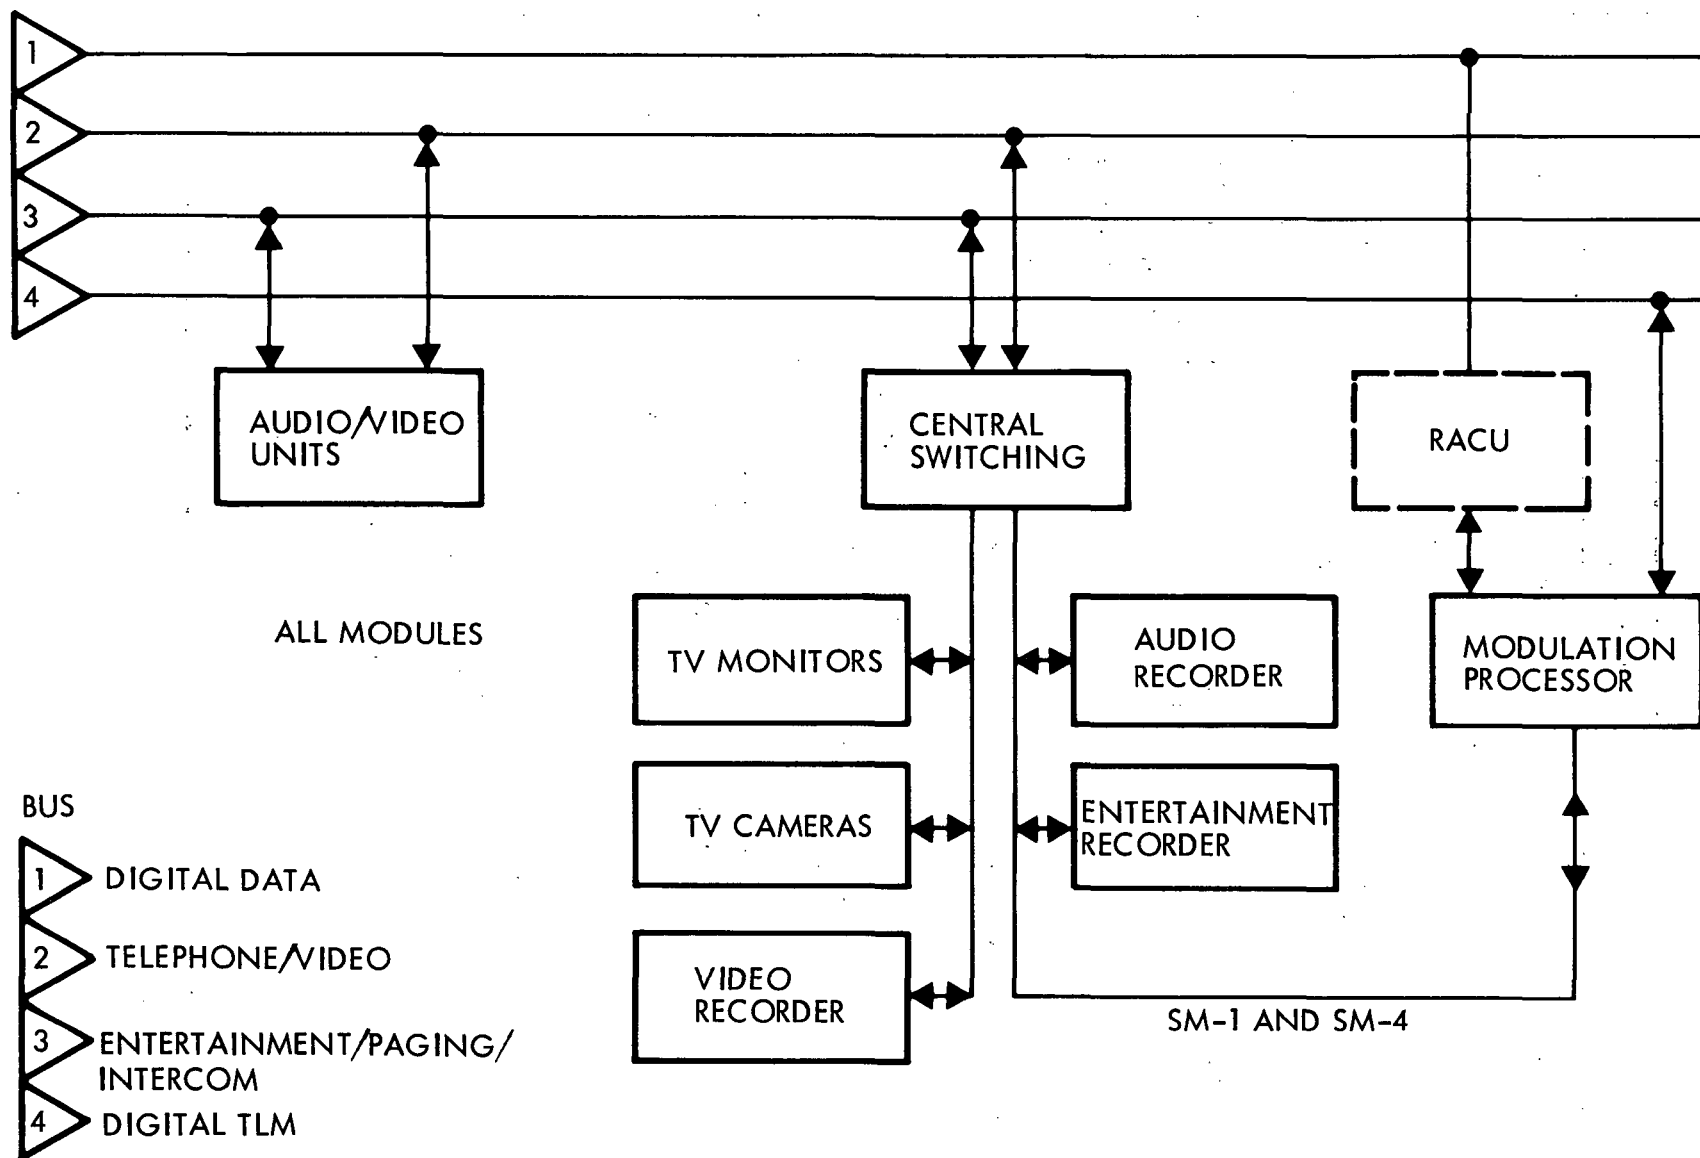 1
2
3
4
AUDIO/VIDEO
UNITS
CENTRAL
SWITCHING
RACU
ALL MODULES
TV MONITORS
AUDIO
RECORDER
MODULATION
PROCESSOR
TV CAMERAS
ENTERTAINMENT
RECORDER
VIDEO
RECORDER
SM-1 AND SM-4
BUS
1 DIGITAL DATA
2 TELEPHONE/VIDEO
3 ENTERTAINMENT/PAGING/
INTERCOM
4 DIGITAL TLM